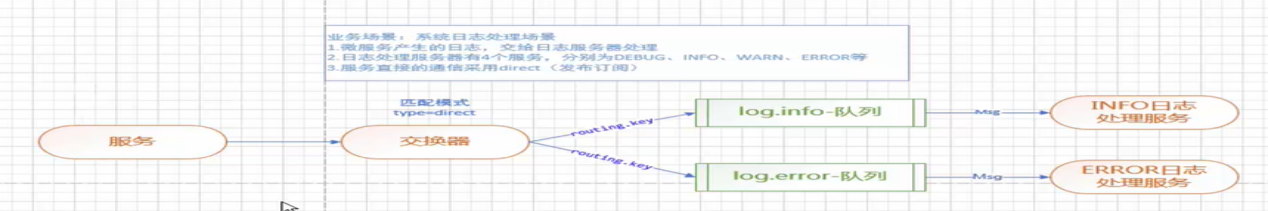 业务场景：系统日志处理场景
1.微服务产生的日志，交给日志服务器处理
2.日志处理服务器有4个服务，分别为DEBUG、INFO、WARN、ERROR等
3.服务直接的通信采用direct（发布订阅）
匹配模式
type=direct
服务
交换器
routing.key
routing.key
log.info-队列
log.error-队列
Msg
Msg
INFO日志
处理服务
ERROR日志
处理服务